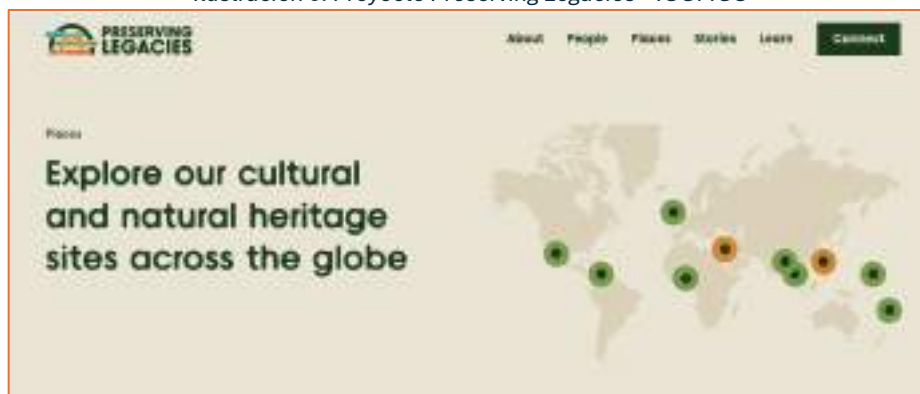 PRESERVING
LEGACIES
About People Places Stories Learn Connect
Places
Explore our cultural
and natural heritage
sites across the globe